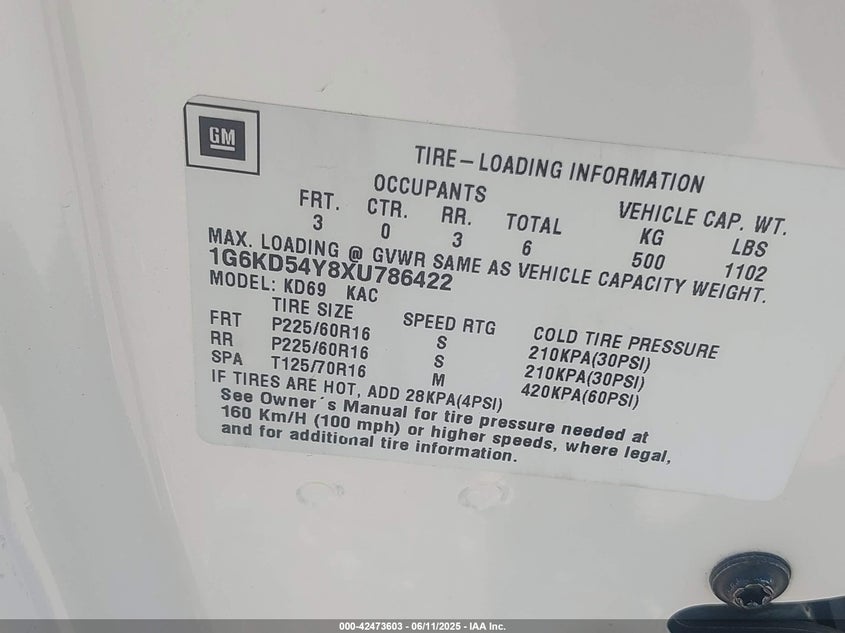 GM
TIRE-LOADING INFORMATION
OCCUPANTS
VEHICLE CAP. WT.
FRT. CTR. RR. TOTAL KG LBS
3 0 3 6 500 1102
MAX. LOADING @ GVWR SAME AS VEHICLE CAPACITY WEIGHT.
1G6KD54Y8XU786422
MODEL: KD69 KAC
TIRE SIZE SPEED RTG COLD TIRE PRESSURE
FRT P225/60R16 S 210KPA(30PSI)
RR P225/60R16 S 210KPA(30PSI)
SPA T125/70R16 M 420KPA(60PSI)
IF TIRES ARE HOT, ADD 28KPA(4PSI)
See Owner´s Manual for tire pressure needed at
160 Km/H (100 mph) or higher speeds, where legal,
and for additional tire information.
000-42473603 - 06/11/2025 - IAA Inc.